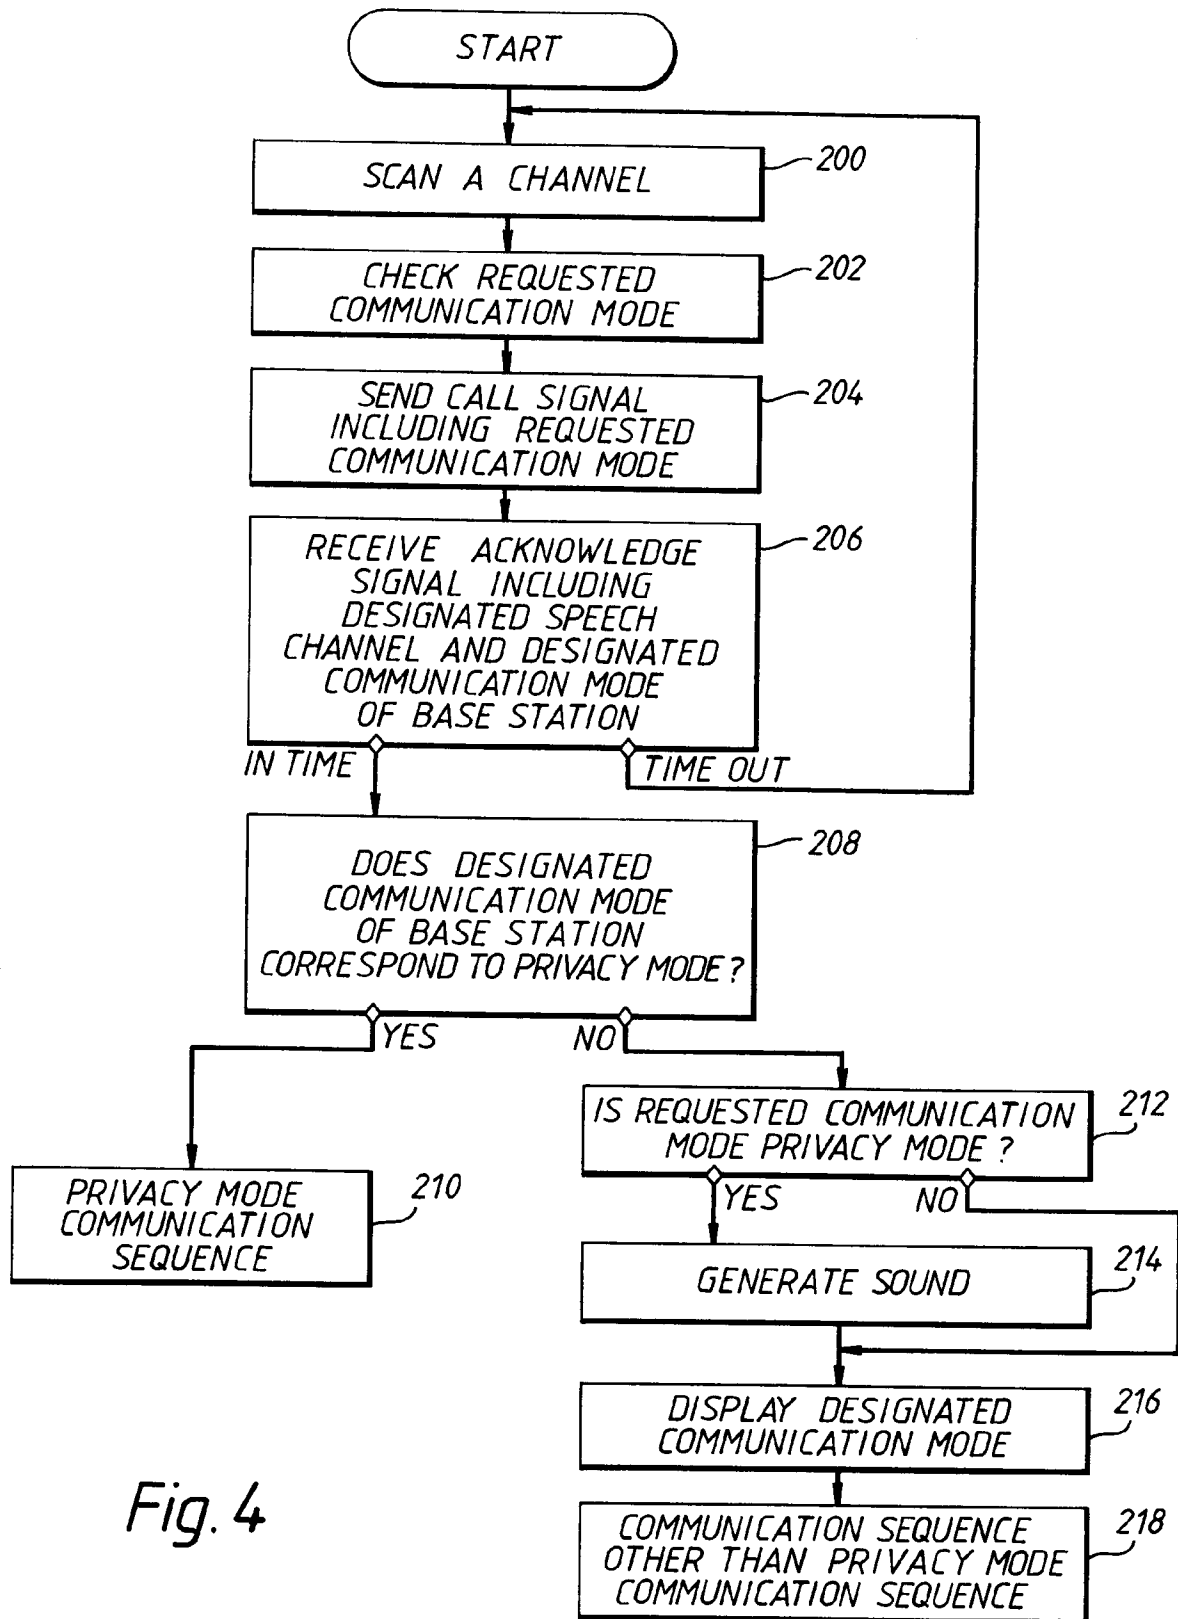 START
SCAN A CHANNEL
200
CHECK REQUESTED
COMMUNICATION MODE
202
SEND CALL SIGNAL
INCLUDING REQUESTED
COMMUNICATION MODE
204
RECEIVE ACKNOWLEDGE
SIGNAL INCLUDING
DESIGNATED SPEECH
CHANNEL AND DESIGNATED
COMMUNICATION MODE
OF BASE STATION
206
IN TIME
TIME OUT
DOES DESIGNATED
COMMUNICATION MODE
OF BASE STATION
CORRESPOND TO PRIVACY MODE?
208
YES
NO
PRIVACY MODE
COMMUNICATION
SEQUENCE
210
IS REQUESTED COMMUNICATION
MODE PRIVACY MODE?
212
YES
NO
GENERATE SOUND
214
DISPLAY DESIGNATED
COMMUNICATION MODE
216
COMMUNICATION SEQUENCE
OTHER THAN PRIVACY MODE
COMMUNICATION SEQUENCE
218
Fig. 4